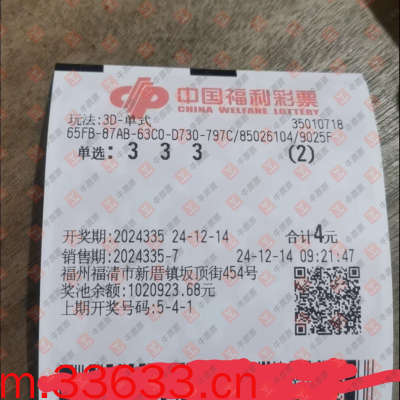 中国福利彩票
CHINA WELFARE LOTTERY
玩法:3D-单式 35010718
65FB-87AB-63C0-D730-797C/85026104/9025F
单选: 3 3 3 (2)
开奖期:2024335 24-12-14 合计4元
销售期:2024335-7 24-12-14 09:21:47
福州福清市新厝镇坂顶街454号
奖池余额:1020923.68元
上期开奖号码:5-4-1
m.33633.cn